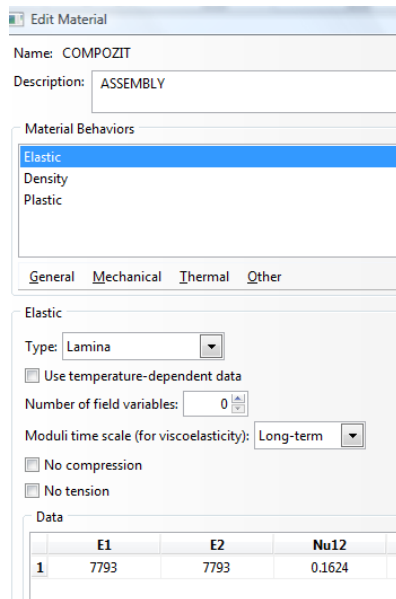 Edit Material
Name: COMPOZIT
Description: ASSEMBLY
Material Behaviors
Elastic
Density
Plastic
General Mechanical Thermal Other
Elastic
Type: Lamina
Use temperature-dependent data
Number of field variables: 0
Moduli time scale (for viscoelasticity): Long-term
No compression
No tension
Data
E1 E2 Nu12
1 7793 7793 0.1624